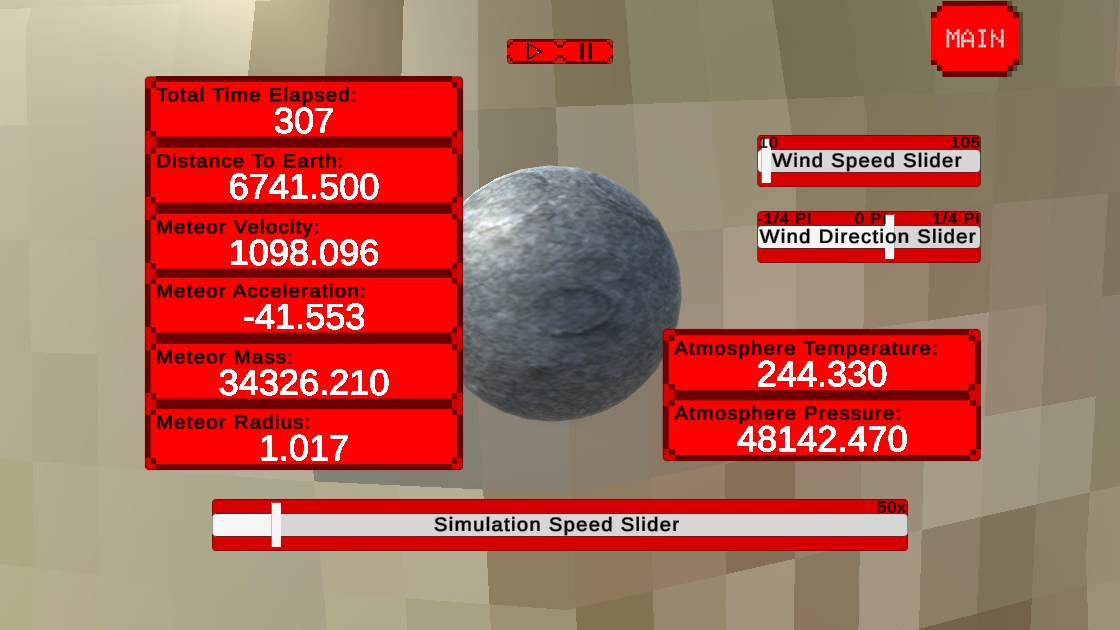 MAIN
Total Time Elapsed:
307
Distance To Earth:
6741.500
Meteor Velocity:
1098.096
Meteor Acceleration:
-41.553
Meteor Mass:
34326.210
Meteor Radius:
1.017
10 105
Wind Speed Slider
-1/4 PI 0 PI 1/4 PI
Wind Direction Slider
Atmosphere Temperature:
244.330
Atmosphere Pressure:
48142.470
50x
Simulation Speed Slider